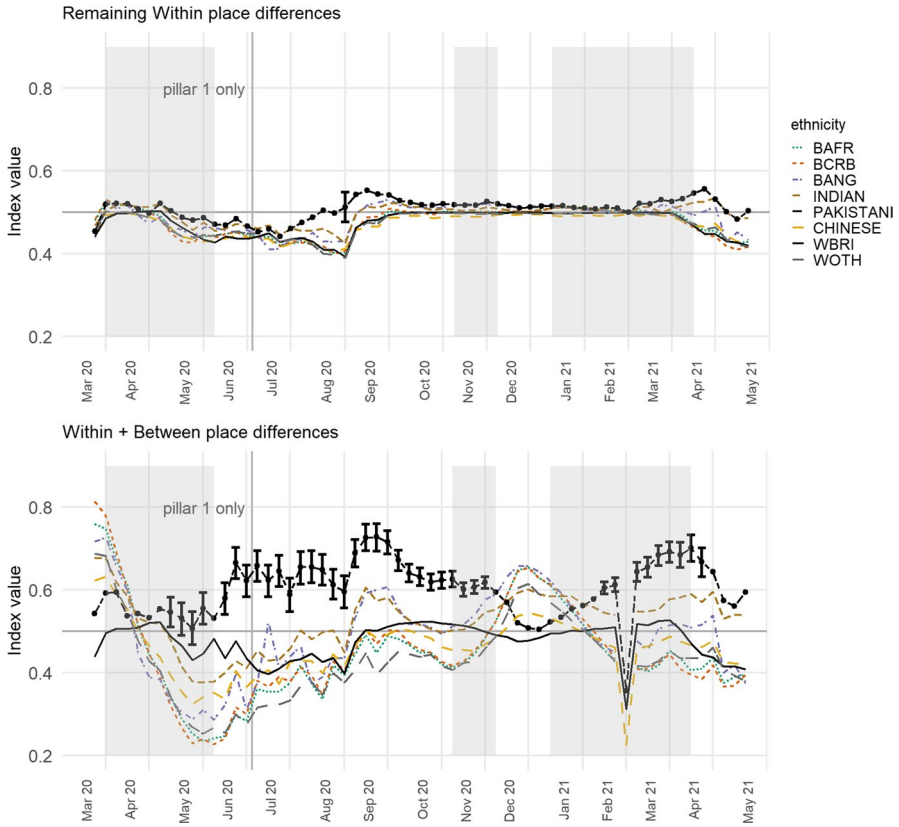 Remaining Within place differences
Index value
0.8
0.6
0.4
0.2
pillar 1 only
Mar 20
Apr 20
May 20
Jun 20
Jul 20
Aug 20
Sep 20
Oct 20
Nov 20
Dec 20
Jan 21
Feb 21
Mar 21
Apr 21
May 21
ethnicity
BAFR
BCRB
BANG
INDIAN
PAKISTANI
CHINESE
WBRI
WOTH
Within + Between place differences
Index value
0.8
0.6
0.4
0.2
pillar 1 only
Mar 20
Apr 20
May 20
Jun 20
Jul 20
Aug 20
Sep 20
Oct 20
Nov 20
Dec 20
Jan 21
Feb 21
Mar 21
Apr 21
May 21